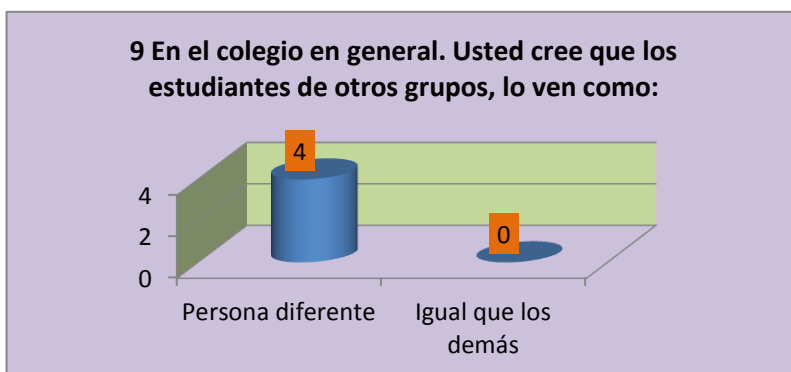 9 En el colegio en general. Usted cree que los
estudiantes de otros grupos, lo ven como:
4
0
4
2
0
Persona diferente
Igual que los
demás